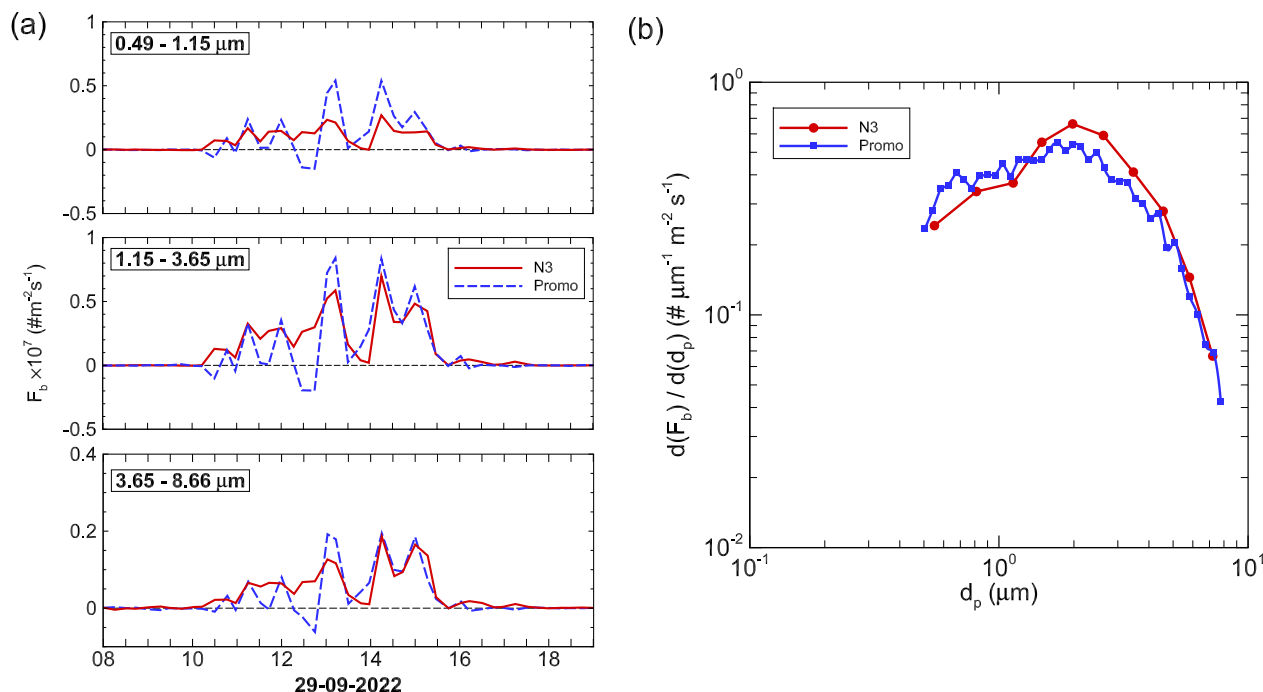 (a)
1
0.49 - 1.15 μm
0.5
0
-0.5
1
1.15 - 3.65 μm
N3
Promo
0.5
0
-0.5
F_b ×10^7 (#m^-2s^-1)
0.4
3.65 - 8.66 μm
0.2
0
08 10 12 14 16 18
29-09-2022
(b)
10^0
N3
Promo
10^-1
10^-2
d(F_b) / d(d_p) (# μm^-1 m^-2 s^-1)
10^-1 10^0 10^1
d_p (μm)